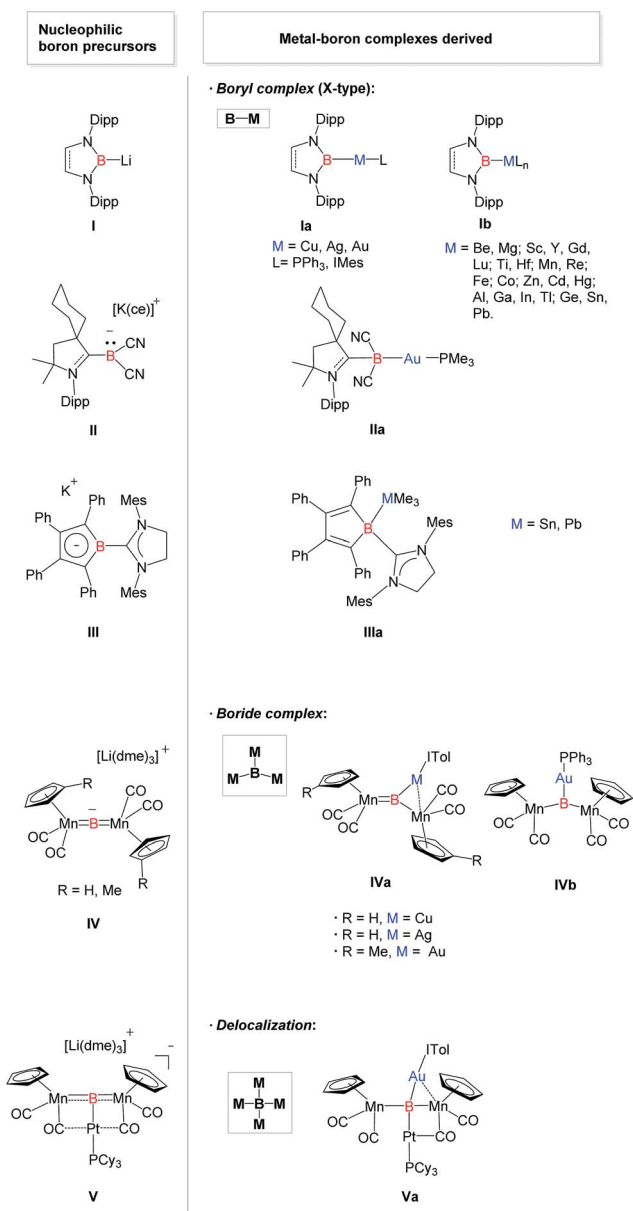 Nucleophilic
boron precursors
Metal-boron complexes derived
· Boryl complex (X-type):
B—M
Dipp
N
B—Li
N
Dipp
I
Dipp
N
B—M—L
N
Dipp
Ia
M = Cu, Ag, Au
L= PPh₃, IMes
Dipp
N
B—MLₙ
N
Dipp
Ib
M = Be, Mg; Sc, Y, Gd,
Lu; Ti, Hf; Mn, Re;
Fe; Co; Zn, Cd, Hg;
Al, Ga, In, Tl; Ge, Sn,
Pb.
[K(ce)]⁺
CN
B
CN
N
Dipp
II
NC
B—Au—PMe₃
NC
N
Dipp
IIa
K⁺
Ph
Ph
Mes
N
B
N
Ph
Ph
Mes
III
Ph
MMe₃
Ph
B
Mes
N
Ph
Ph
N
Mes
IIIa
M = Sn, Pb
· Boride complex:
M
M B M
[Li(dme)₃]⁺
R
CO
CO
Mn=B=Mn
CO
OC
R
R = H, Me
IV
ITol
M
R
CO
Mn=B
Mn
CO
OC
OC
R
IVa
· R = H, M = Cu
· R = H, M = Ag
· R = Me, M = Au
PPh₃
Au
Mn B Mn
OC
CO
OC
CO
IVb
· Delocalization:
M
M—B—M
M
[Li(dme)₃]⁺
−
Mn B Mn
OC
CO
OC Pt CO
PCy₃
V
ITol
Au
Mn—B—Mn
OC
OC
CO
Pt CO
PCy₃
Va